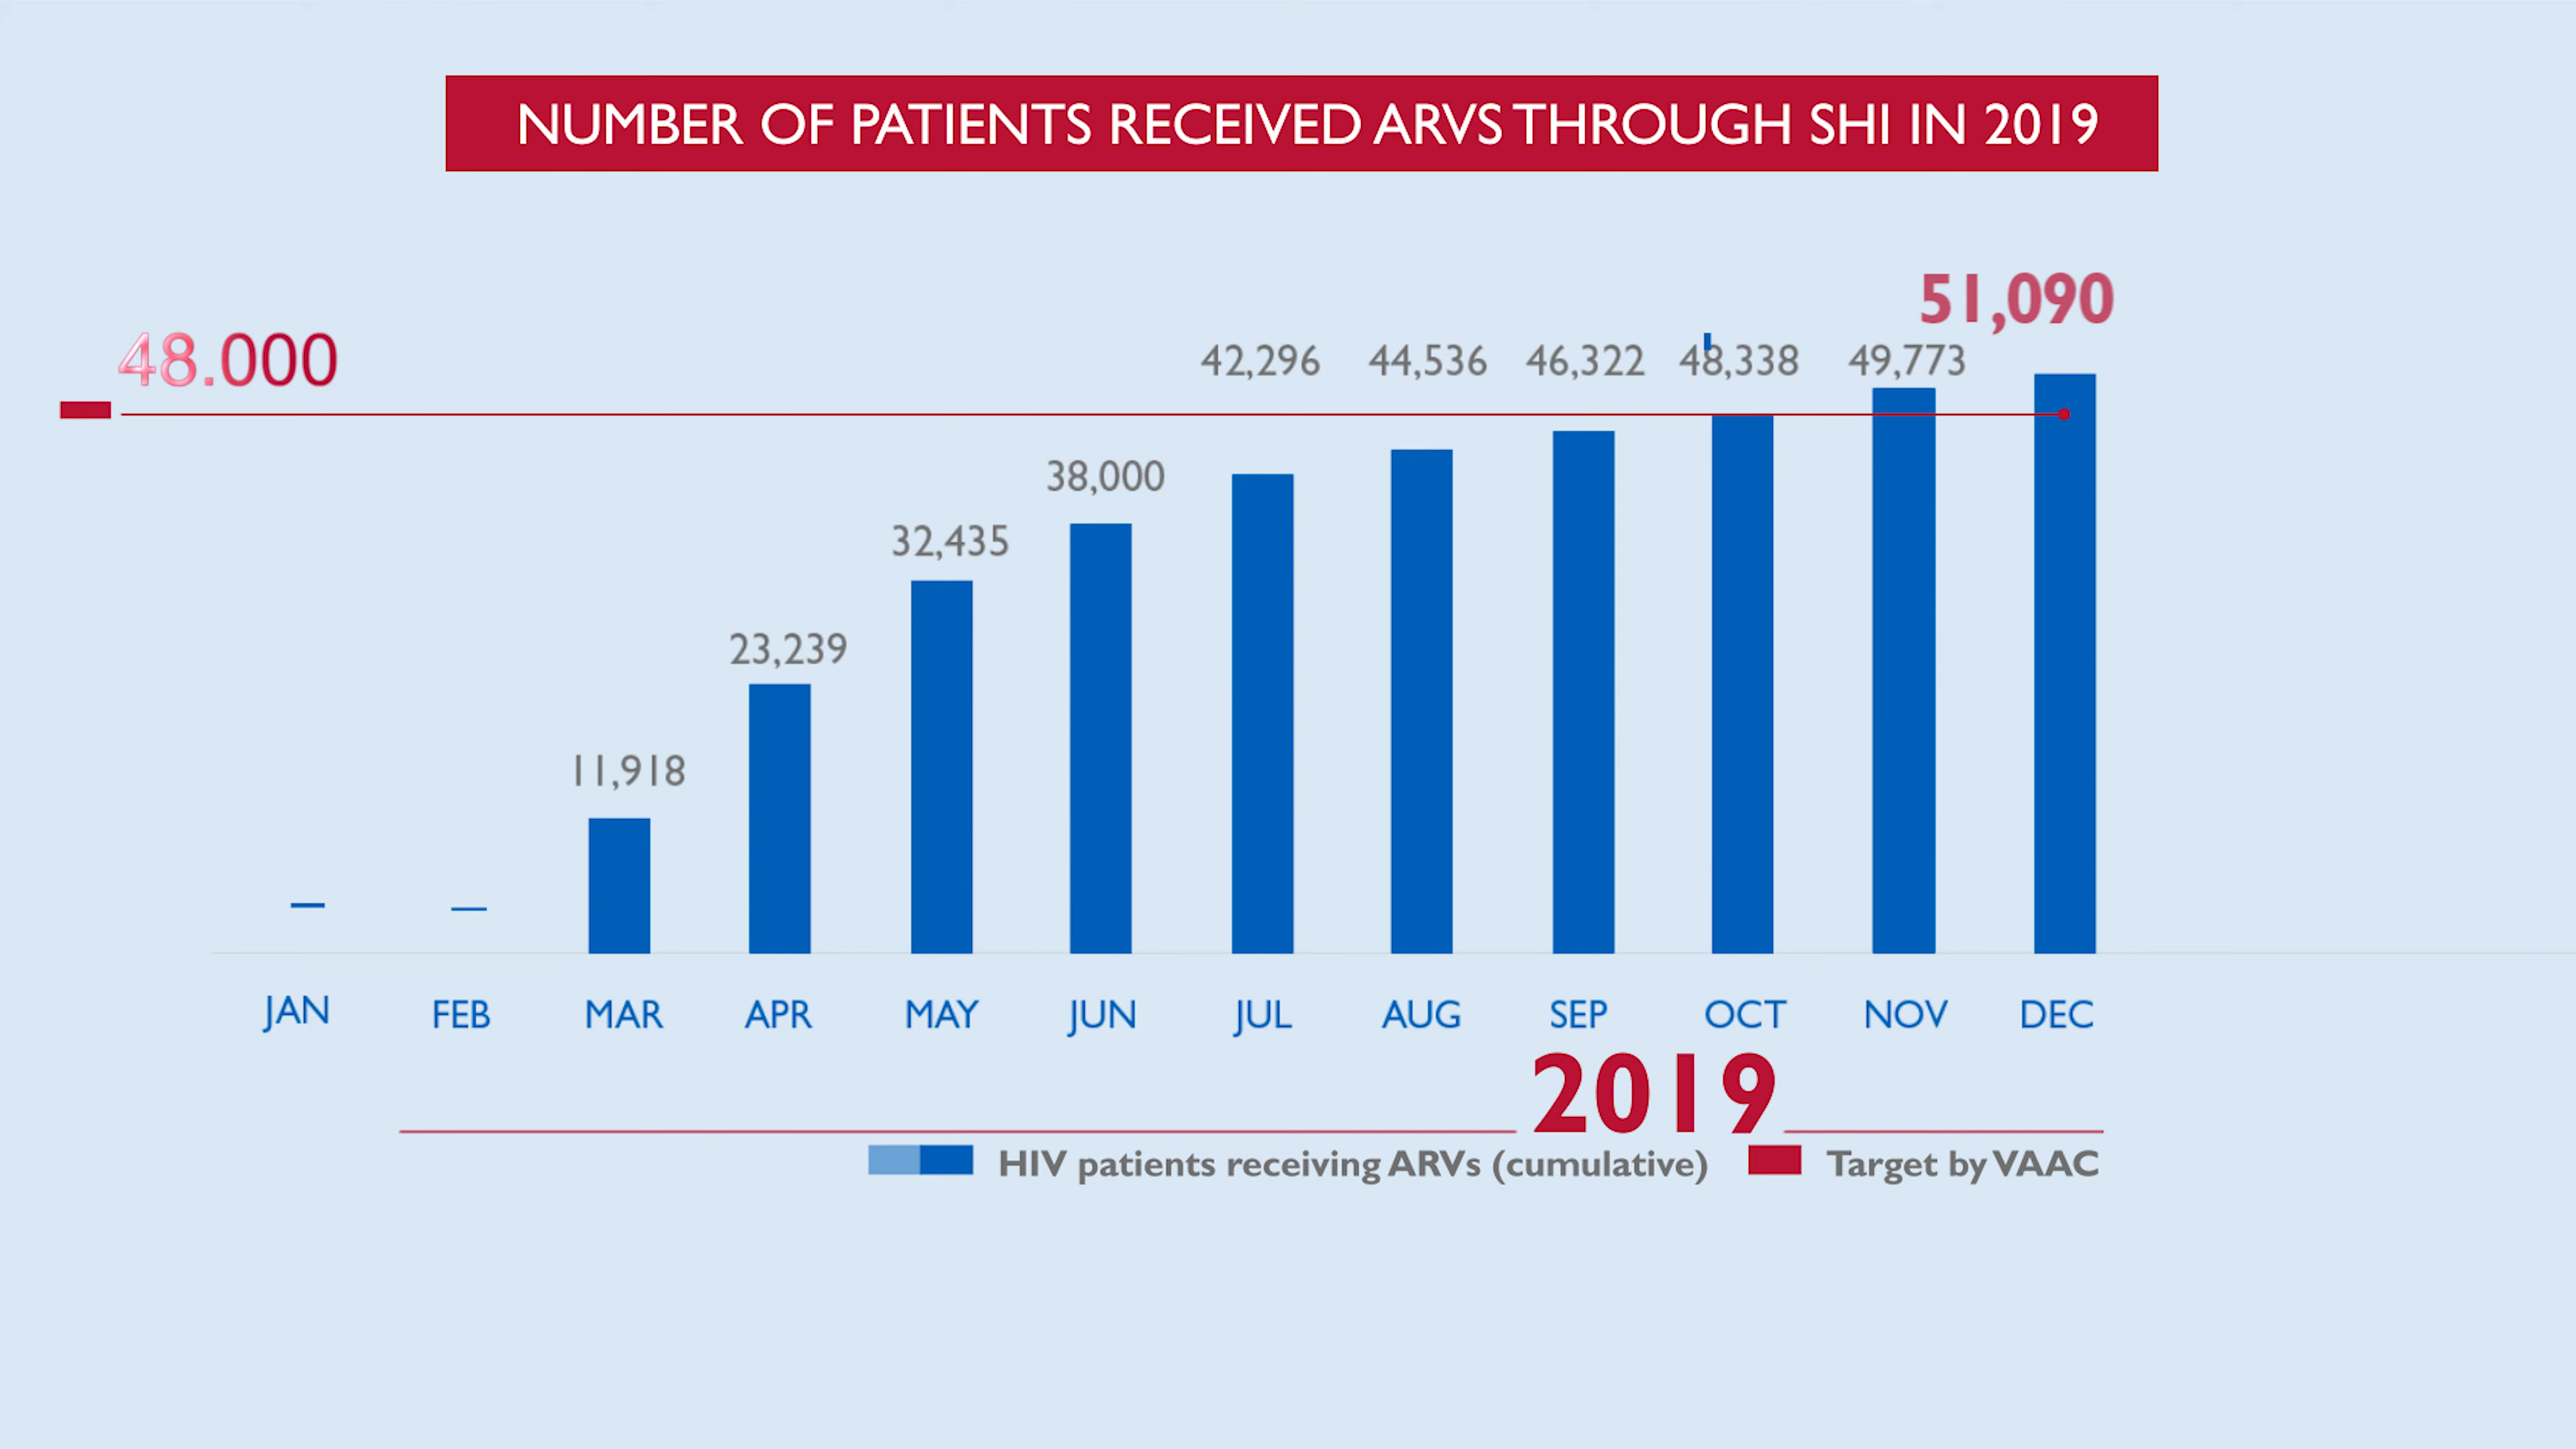 NUMBER OF PATIENTS RECEIVED ARVS THROUGH SHI IN 2019
51,090
48.000
42,296 44,536 46,322 48,338 49,773
38,000
32,435
23,239
11,918
– –
JAN FEB MAR APR MAY JUN JUL AUG SEP OCT NOV DEC
2019
HIV patients receiving ARVs (cumulative) Target by VAAC